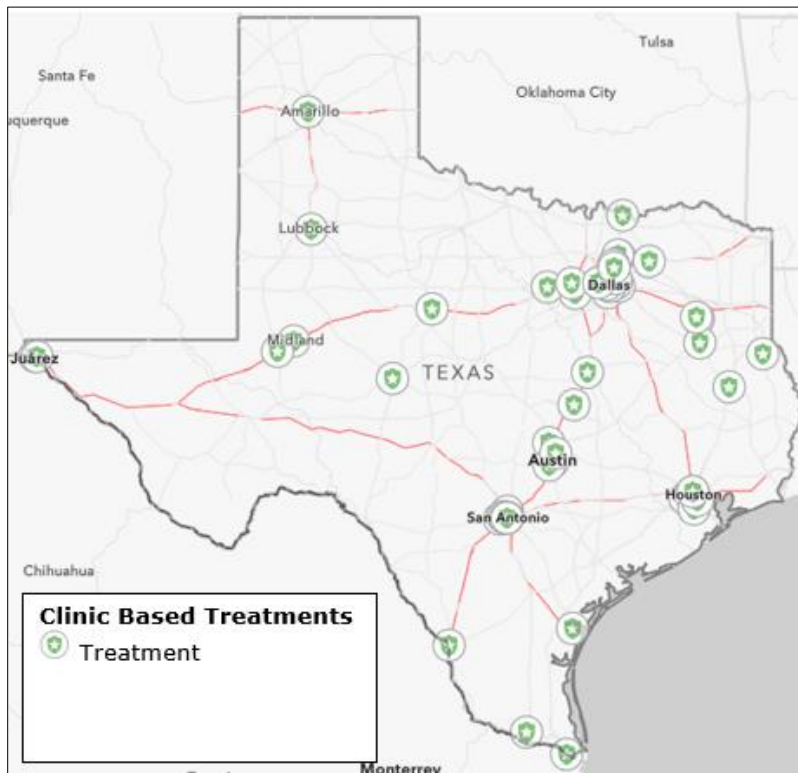 Tulsa
Santa Fe
Oklahoma City
uquerque
Amarillo
Lubbock
Dallas
Midland
Juárez
TEXAS
Austin
Houston
San Antonio
Chihuahua
Clinic Based Treatments
Treatment
Monterrey